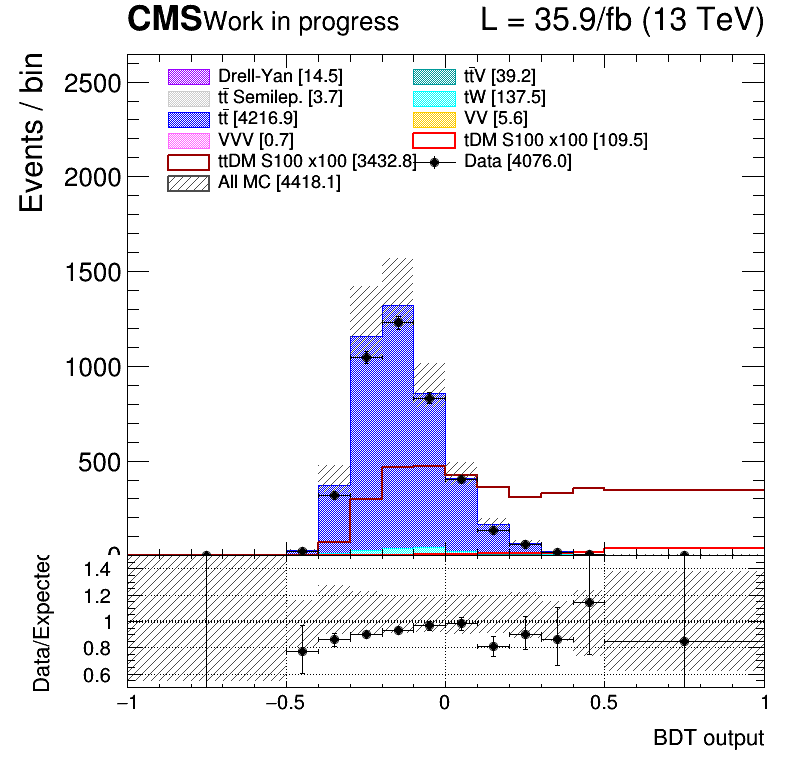 CMS Work in progress L = 35.9/fb (13 TeV)
Events / bin
2500
2000
1500
1000
500
0
Drell-Yan [14.5]
tt̄V [39.2]
tt̄ Semilep. [3.7]
tW [137.5]
tt̄ [4216.9]
VV [5.6]
VVV [0.7]
tDM S100 x100 [109.5]
ttDM S100 x100 [3432.8]
Data [4076.0]
All MC [4418.1]
Data/Expected
1.4
1.2
1
0.8
0.6
−1 −0.5 0 0.5 1
BDT output